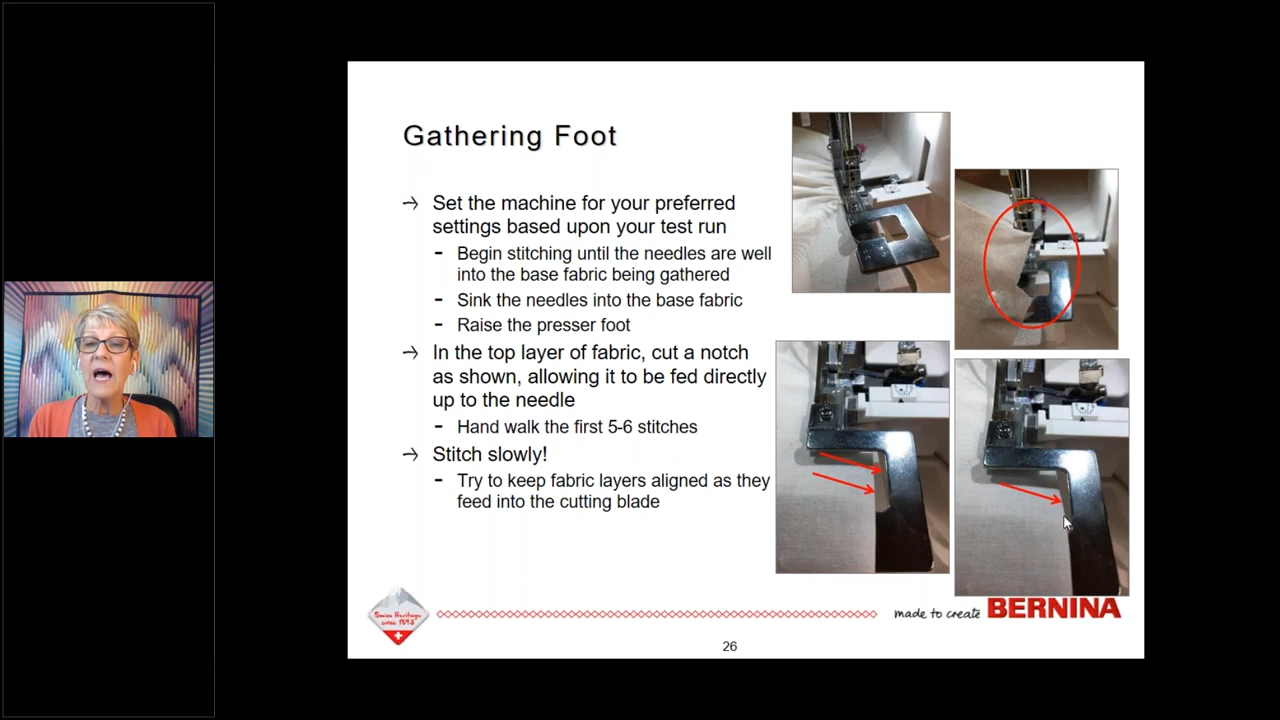 Gathering Foot
→ Set the machine for your preferred
settings based upon your test run
- Begin stitching until the needles are well
into the base fabric being gathered
- Sink the needles into the base fabric
- Raise the presser foot
→ In the top layer of fabric, cut a notch
as shown, allowing it to be fed directly
up to the needle
- Hand walk the first 5-6 stitches
→ Stitch slowly!
- Try to keep fabric layers aligned as they
feed into the cutting blade
Swiss Heritage
since 1893
made to create BERNINA
26